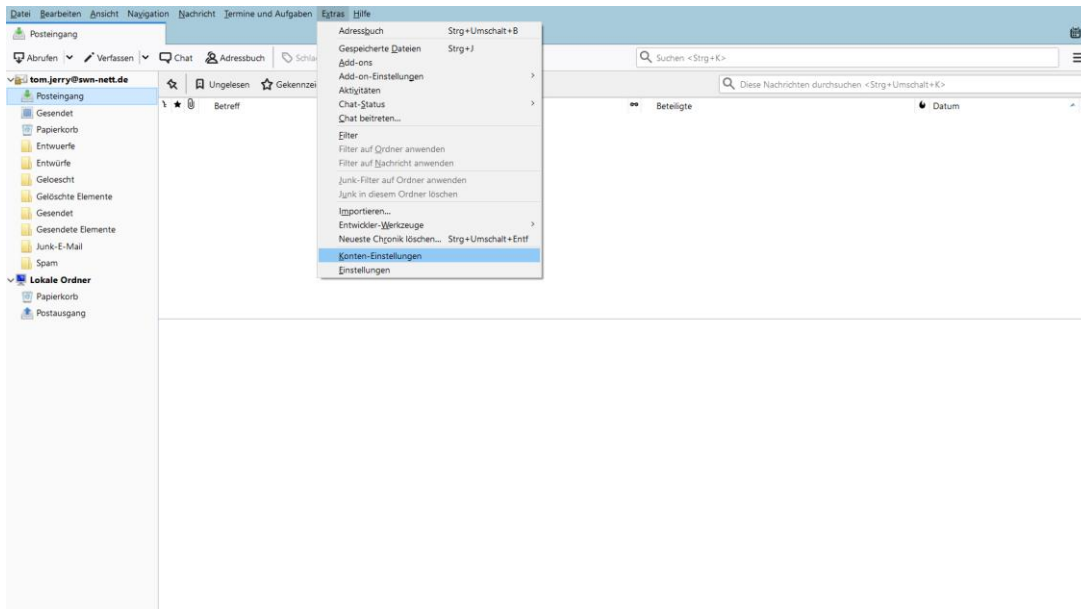 Datei Bearbeiten Ansicht Navigation Nachricht Termine und Aufgaben Extras Hilfe
Posteingang
Abrufen Verfassen Chat Adressbuch Schla
Suchen <Strg+K>
tom.jerry@swn-nett.de
Posteingang
Gesendet
Papierkorb
Entwuerfe
Entwürfe
Geloescht
Gelöschte Elemente
Gesendet
Gesendete Elemente
Junk-E-Mail
Spam
Lokale Ordner
Papierkorb
Postausgang
Ungelesen Gekennzei
Diese Nachrichten durchsuchen <Strg+Umschalt+K>
Betreff Beteiligte Datum
Adressbuch Strg+Umschalt+B
Gespeicherte Dateien Strg+J
Add-ons
Add-on-Einstellungen
Aktivitäten
Chat-Status
Chat beitreten...
Filter
Filter auf Ordner anwenden
Filter auf Nachricht anwenden
Junk-Filter auf Ordner anwenden
Junk in diesem Ordner löschen
Importieren...
Entwickler-Werkzeuge
Neueste Chronik löschen... Strg+Umschalt+Entf
Konten-Einstellungen
Einstellungen